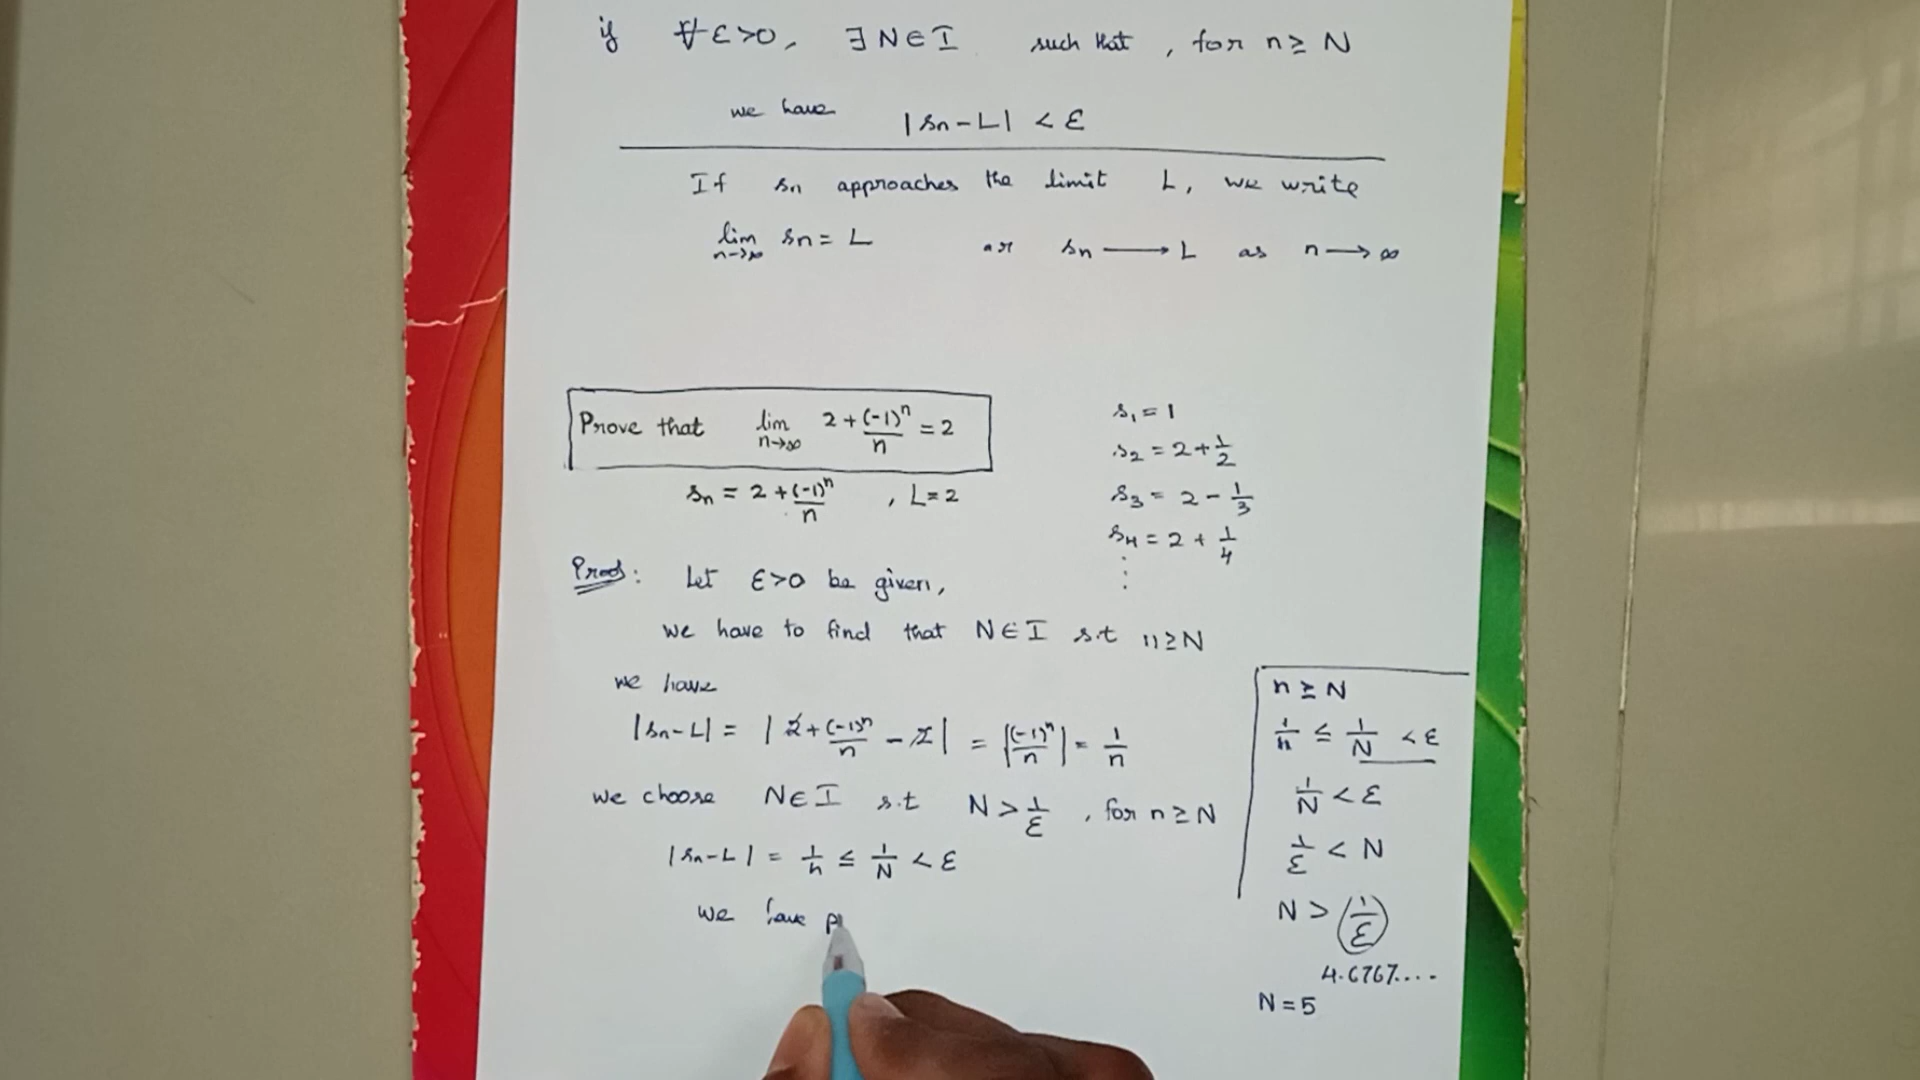 if ∀ ε>0, ∃ N∈I such that, for n≥N
we have |sn-L| < ε
If sn approaches the limit L, we write
lim n→∞ sn = L or sn → L as n → ∞
Prove that lim n→∞ 2+(-1)^n/n = 2
sn = 2+(-1)^n/n, L=2
s1 = 1
s2 = 2+1/2
s3 = 2-1/3
s4 = 2+1/4
⋮
Proof: Let ε>0 be given,
we have to find that N∈I s.t n≥N
we have
|sn-L| = |2+(-1)^n/n - 2| = |(-1)^n/n| = 1/n
we choose N∈I s.t N > 1/ε, for n≥N
|sn-L| = 1/n ≤ 1/N < ε
we have p
n≥N
1/n ≤ 1/N < ε
1/N < ε
1/ε < N
N > (1/ε)
4.6767....
N=5